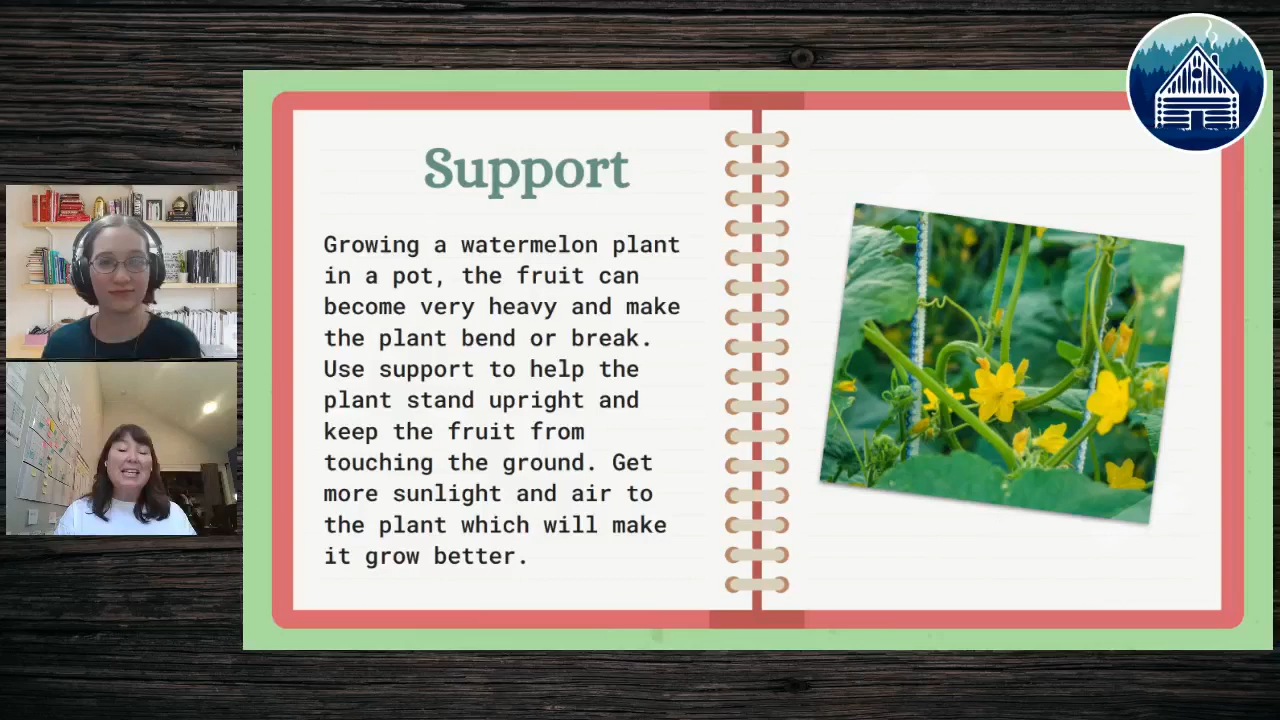 Support
Growing a watermelon plant
in a pot, the fruit can
become very heavy and make
the plant bend or break.
Use support to help the
plant stand upright and
keep the fruit from
touching the ground. Get
more sunlight and air to
the plant which will make
it grow better.